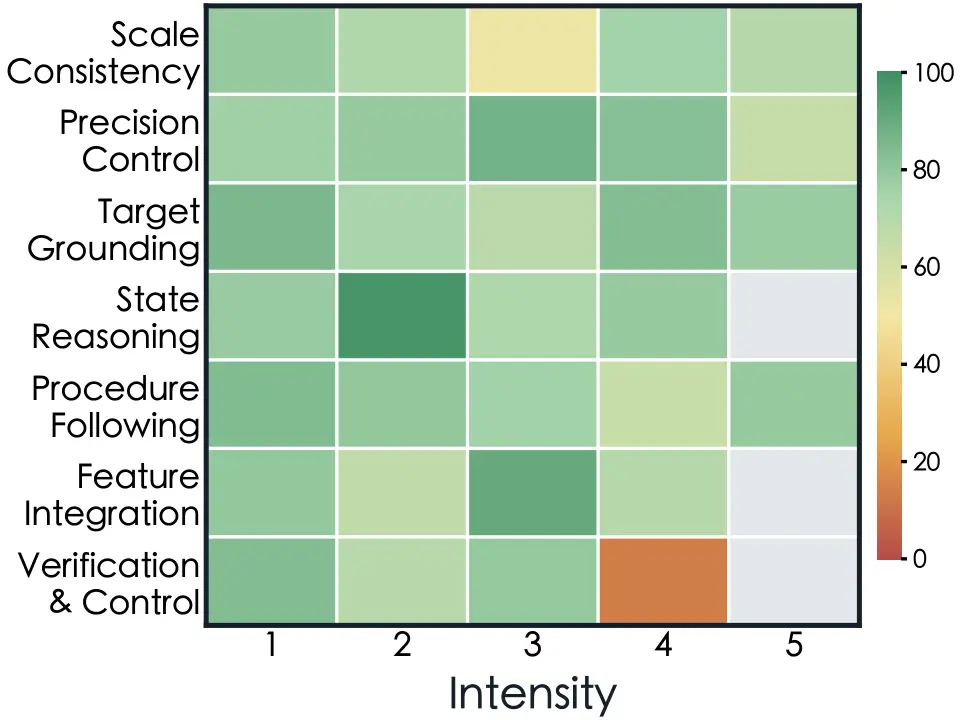 Scale
Consistency
Precision
Control
Target
Grounding
State
Reasoning
Procedure
Following
Feature
Integration
Verification
& Control
1 2 3 4 5
Intensity
100
80
60
40
20
0